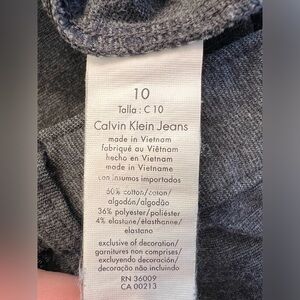 10
Talla : C 10
Calvin Klein Jeans
made in Vietnam
fabriqué au Viêtnam
hecho en Vietnam
made in Vietname
con insumos importados
60% cotton/coton/
algodón/algodão
36% polyester/poliéster
4% elastane/élasthanne/
elastano
exclusive of decoration/
garnitures non comprises/
excluyendo decoración/
decoração não incluindo
RN 36009
CA 00213